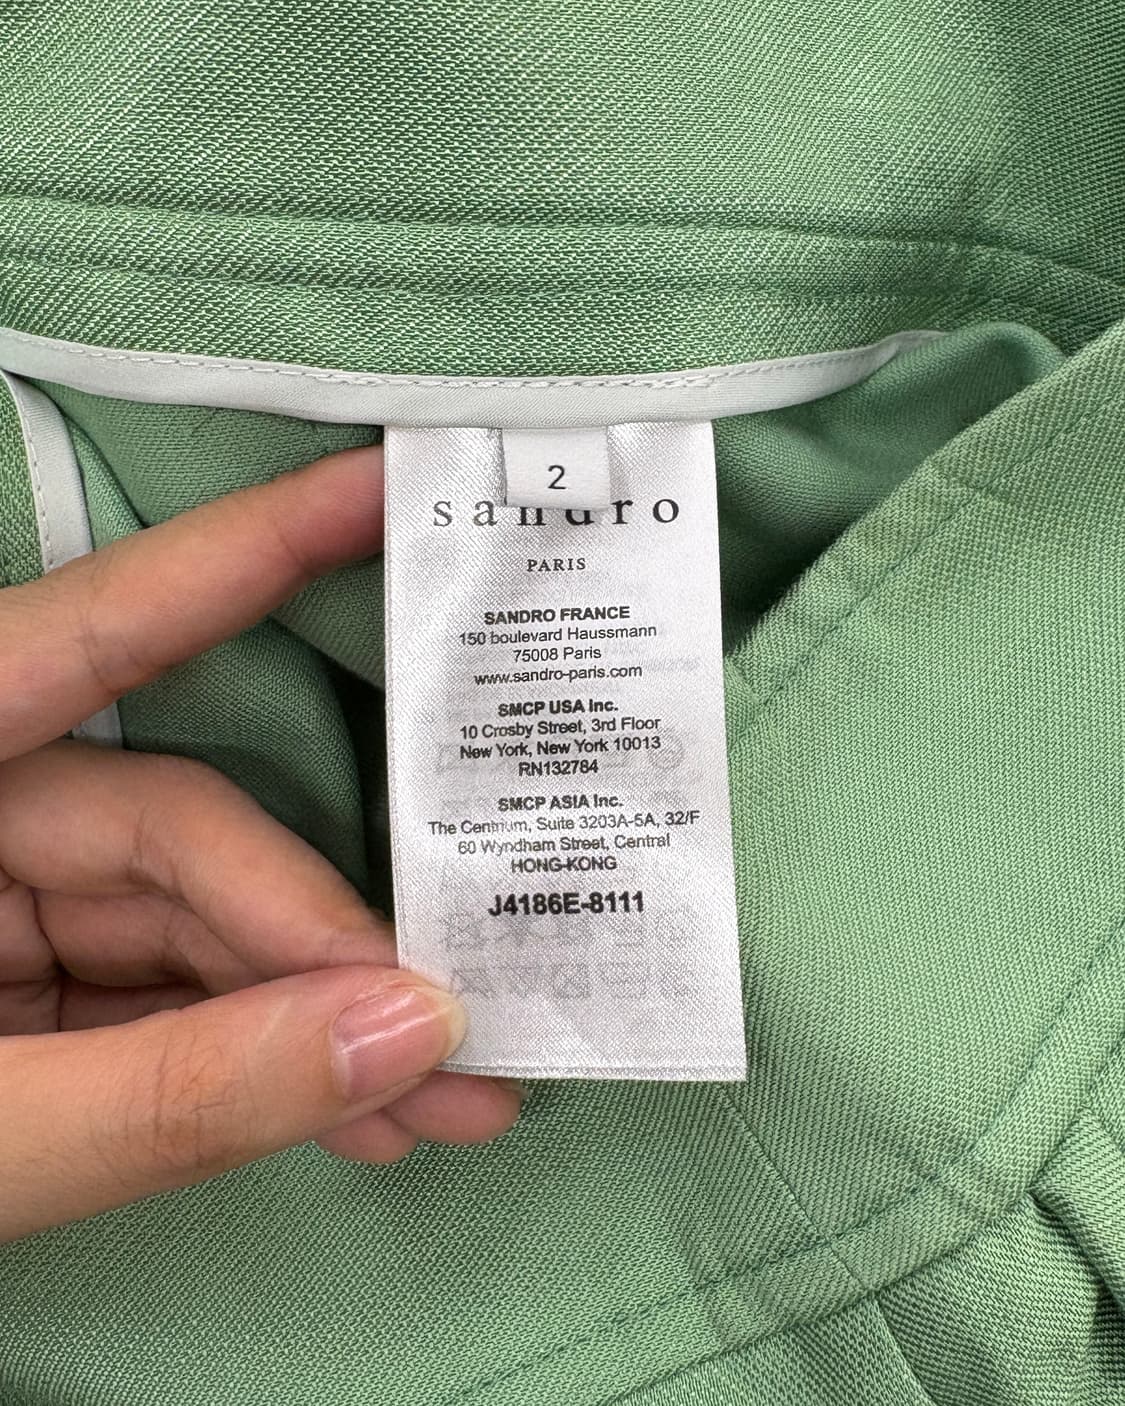 2
sandro
PARIS
SANDRO FRANCE
150 boulevard Haussmann
75008 Paris
www.sandro-paris.com
SMCP USA Inc.
10 Crosby Street, 3rd Floor
New York, New York 10013
RN132784
SMCP ASIA Inc.
The Centrium, Suite 3203A-5A, 32/F
60 Wyndham Street, Central
HONG-KONG
J4186E-8111